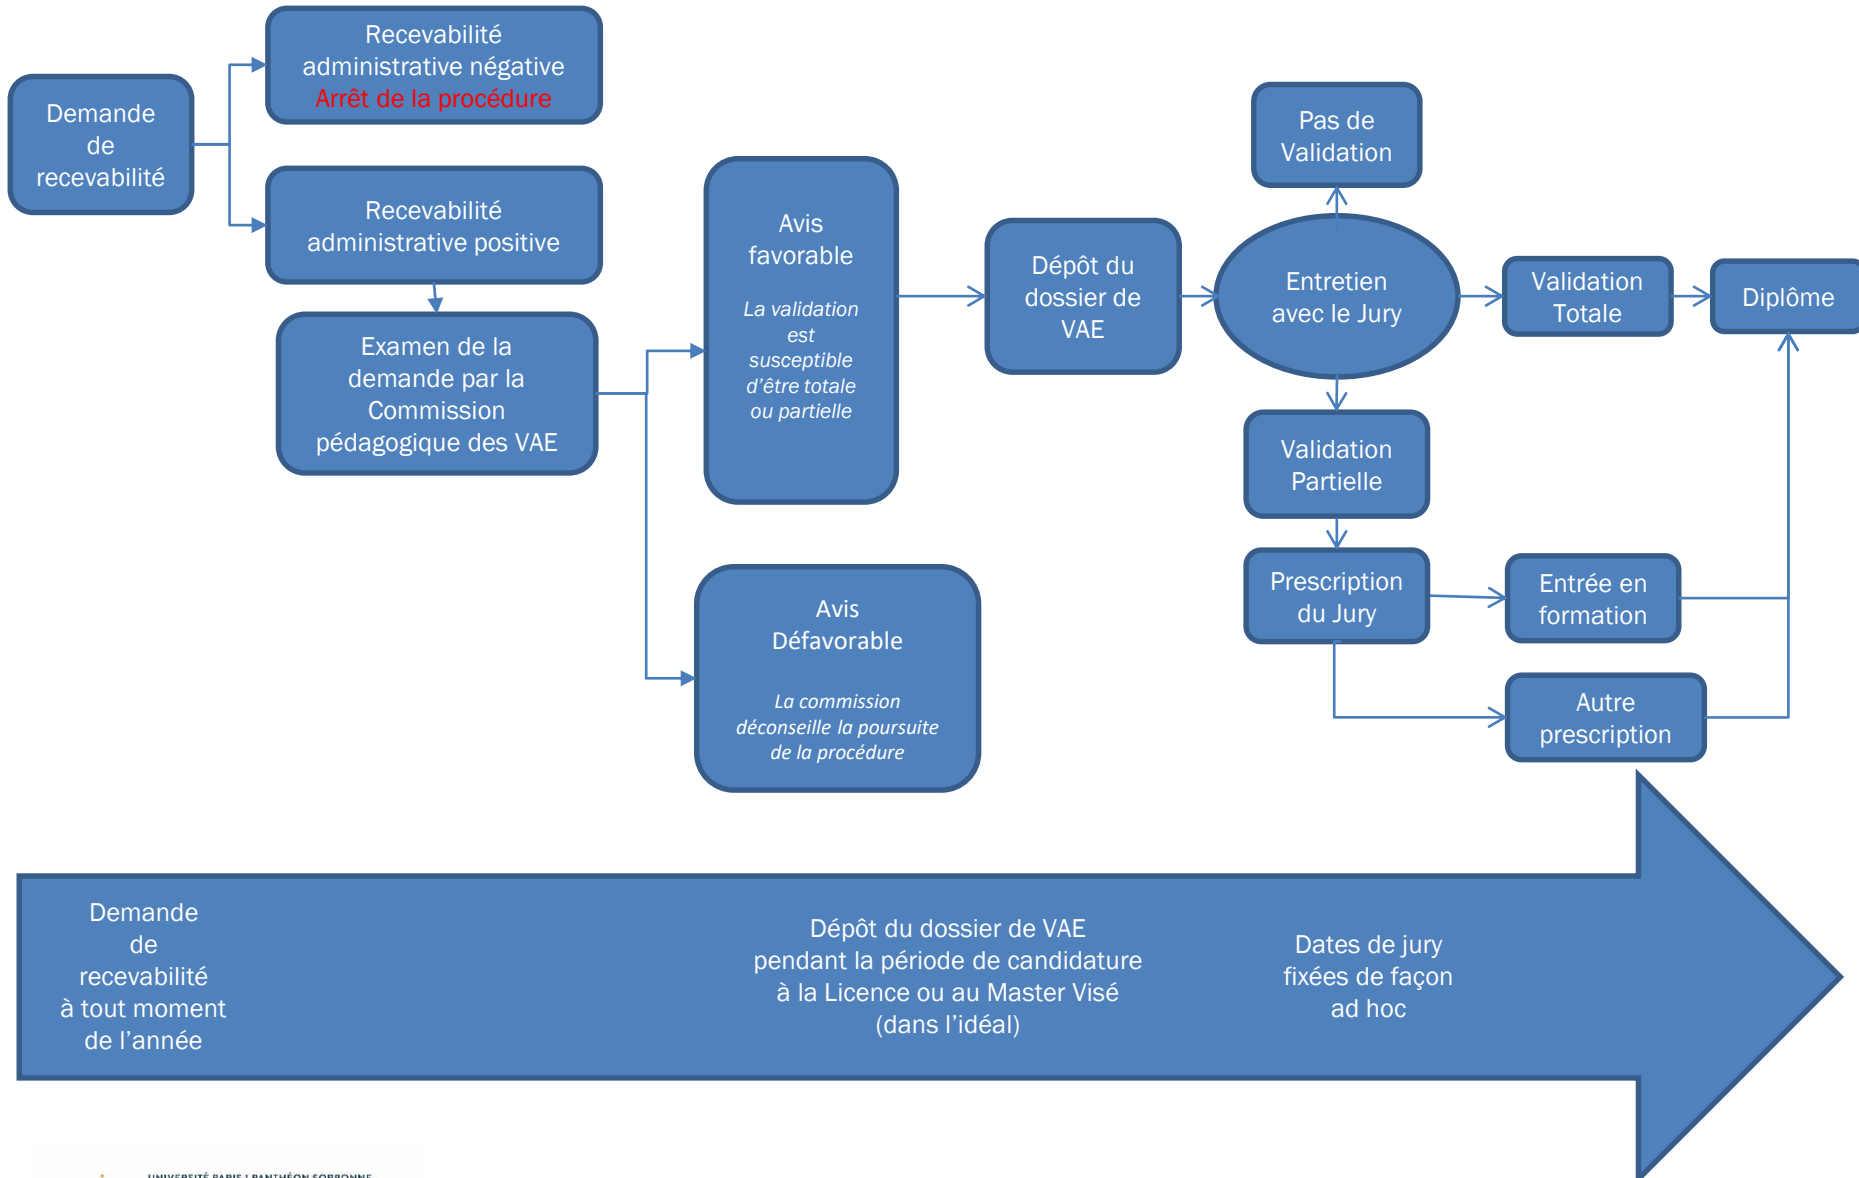 Demande
de
recevabilité
Recevabilité
administrative négative
Arrêt de la procédure
Recevabilité
administrative positive
Examen de la
demande par la
Commission
pédagogique des VAE
Avis
favorable
La validation
est
susceptible
d’être totale
ou partielle
Avis
Défavorable
La commission
déconseille la poursuite
de la procédure
Dépôt du
dossier de
VAE
Pas de
Validation
Entretien
avec le Jury
Validation
Totale
Diplôme
Validation
Partielle
Prescription
du Jury
Entrée en
formation
Autre
prescription
Demande
de
recevabilité
à tout moment
de l’année
Dépôt du dossier de VAE
pendant la période de candidature
à la Licence ou au Master Visé
(dans l’idéal)
Dates de jury
fixées de façon
ad hoc
UNIVERSITÉ PARIS 1 PANTHÉON SORBONNE